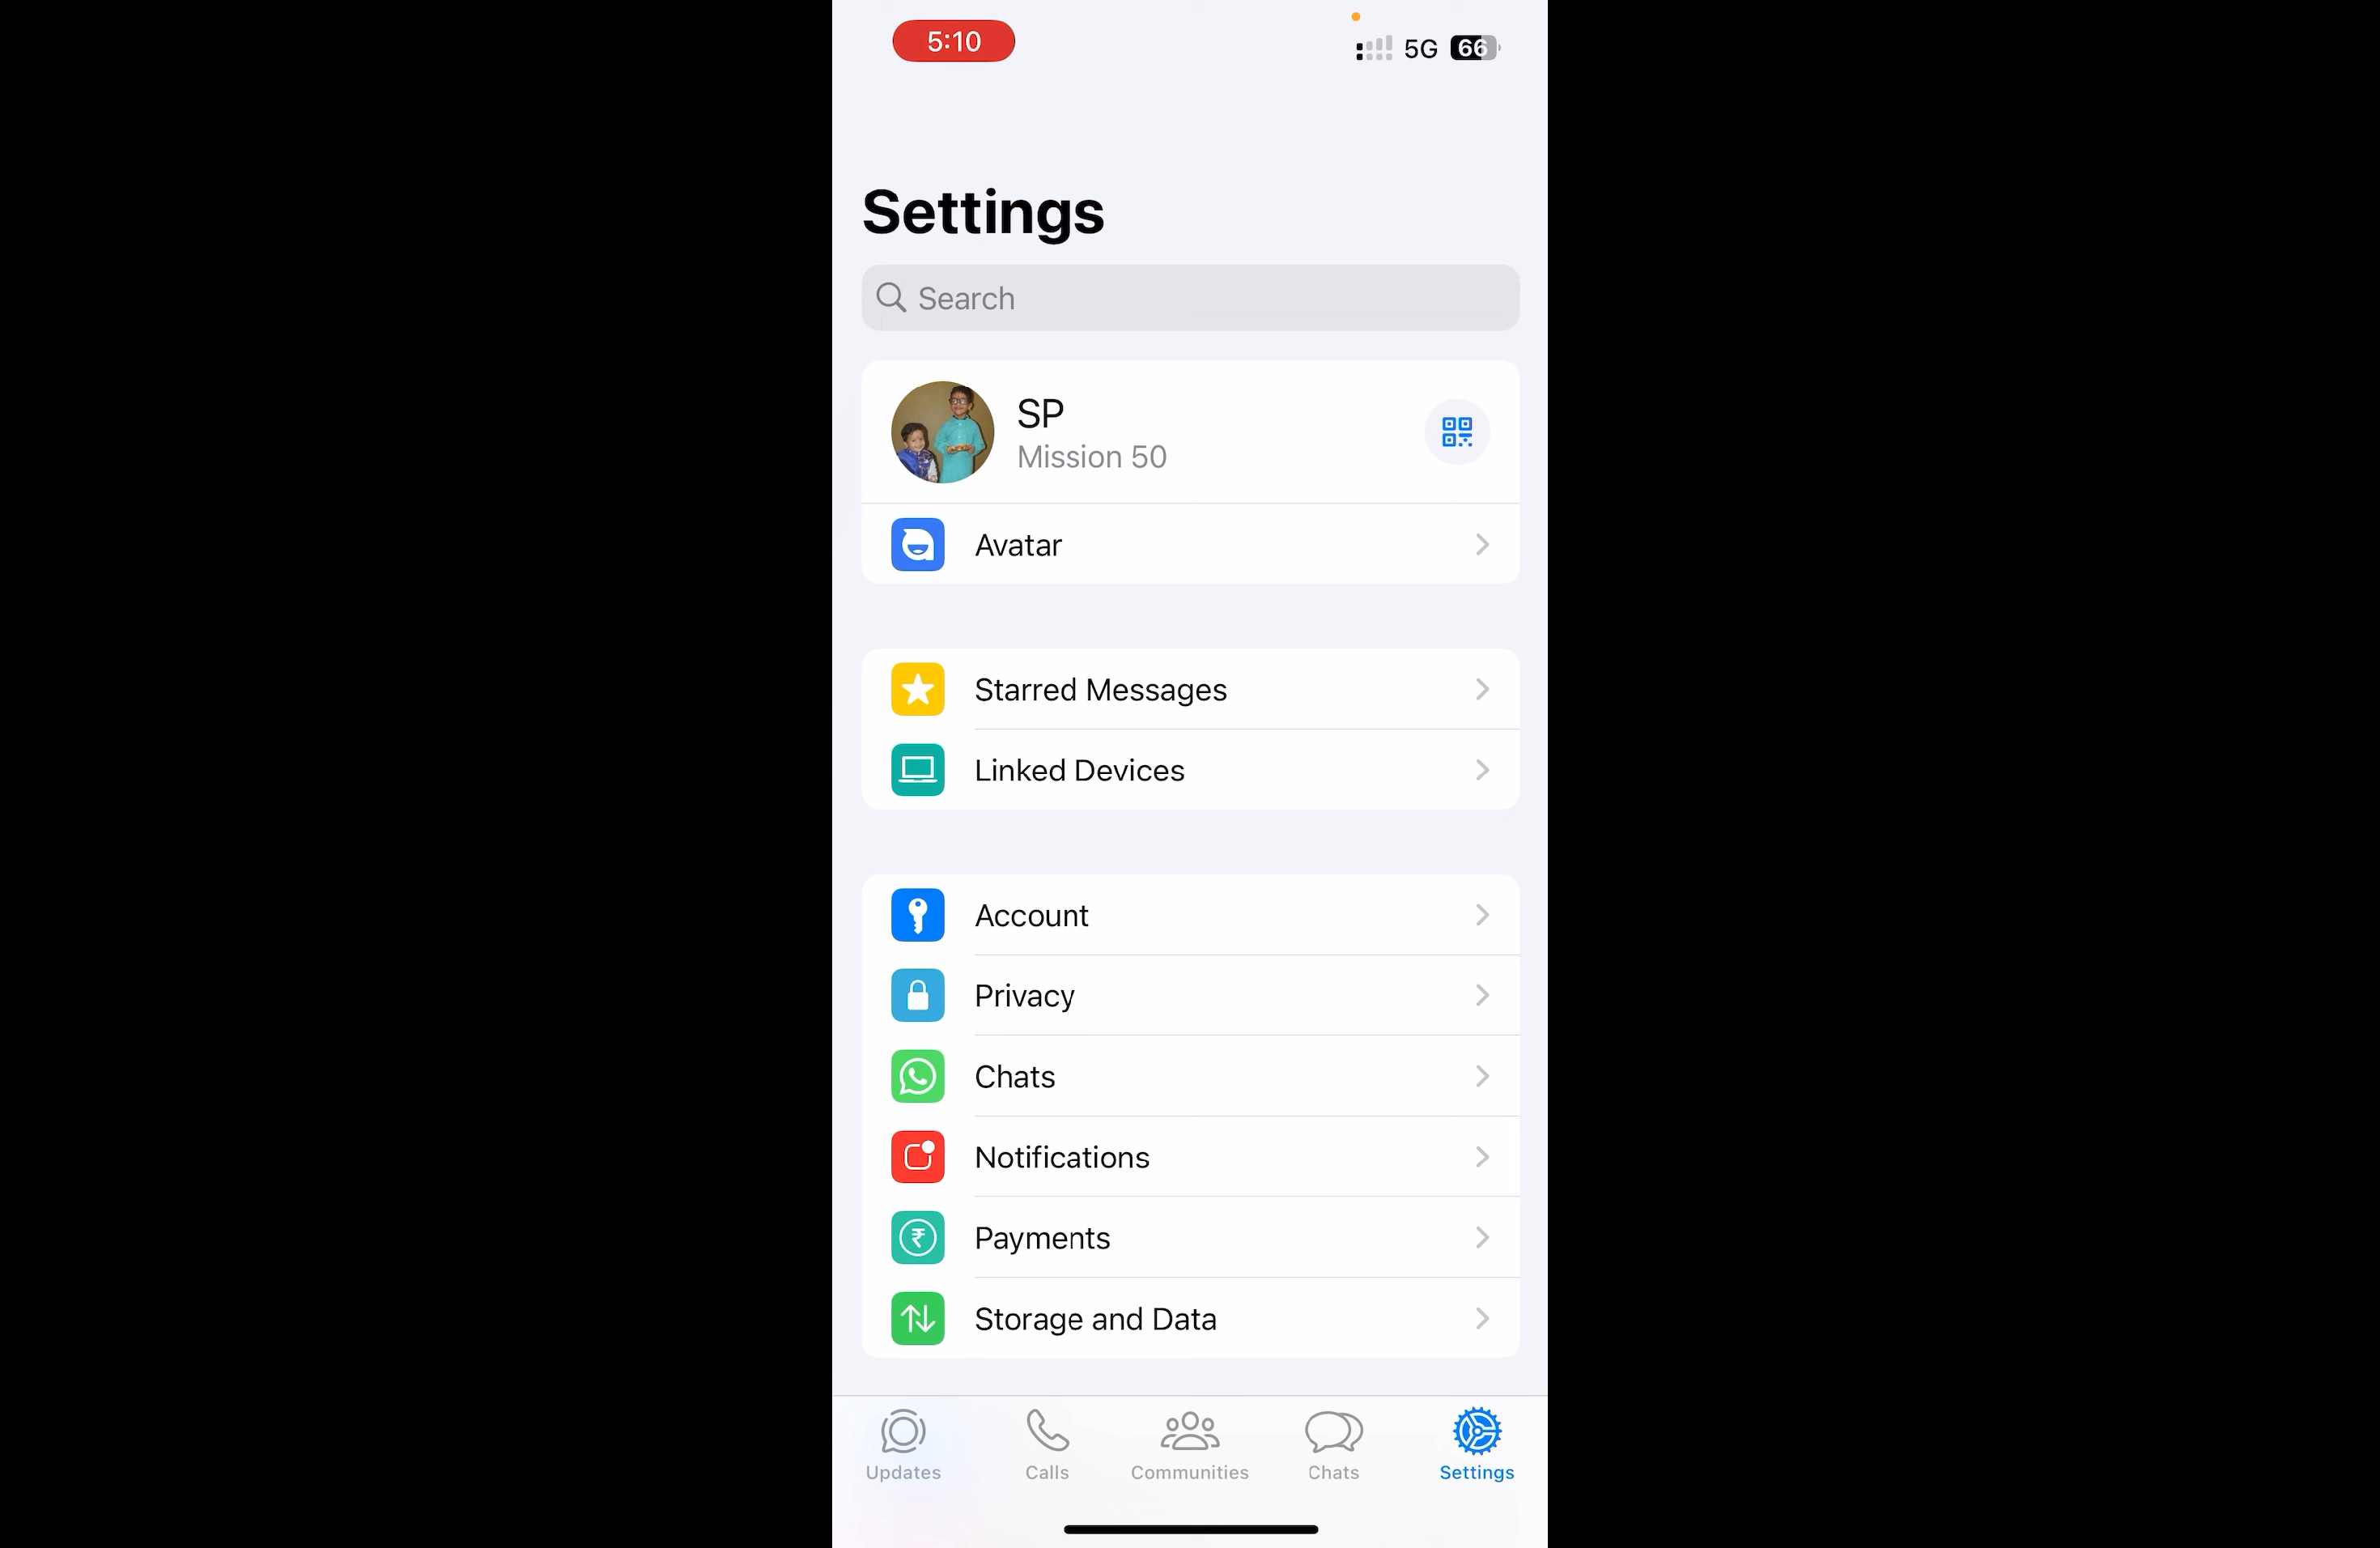 5:10
5G 66
Settings
Search
SP
Mission 50
Avatar
Starred Messages
Linked Devices
Account
Privacy
Chats
Notifications
₹
Payments
Storage and Data
Updates Calls Communities Chats Settings